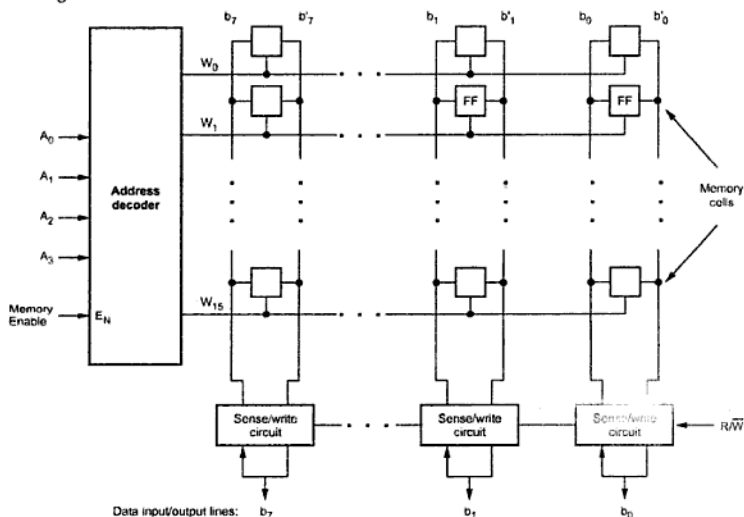 b7 b'7 b1 b'1 b0 b'0
W0
FF FF
W1
A0
A1
Address
decoder
A2
A3
Memory
cells
Memory
Enable
EN
W15
Sense/write
circuit
Sense/write
circuit
Sense/write
circuit
R/W̅
Data input/output lines: b7 b1 b0